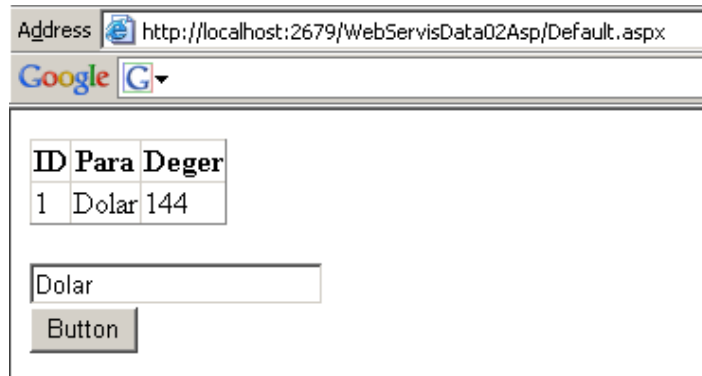 Address http://localhost:2679/WebServisData02Asp/Default.aspx
Google G
ID Para Deger
1 Dolar 144
Dolar
Button